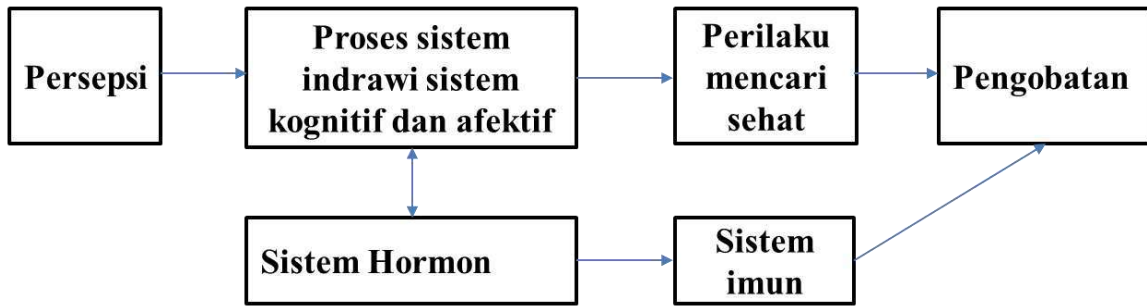 Persepsi
Proses sistem
indrawi sistem
kognitif dan afektif
Perilaku
mencari
sehat
Pengobatan
Sistem Hormon
Sistem
imun